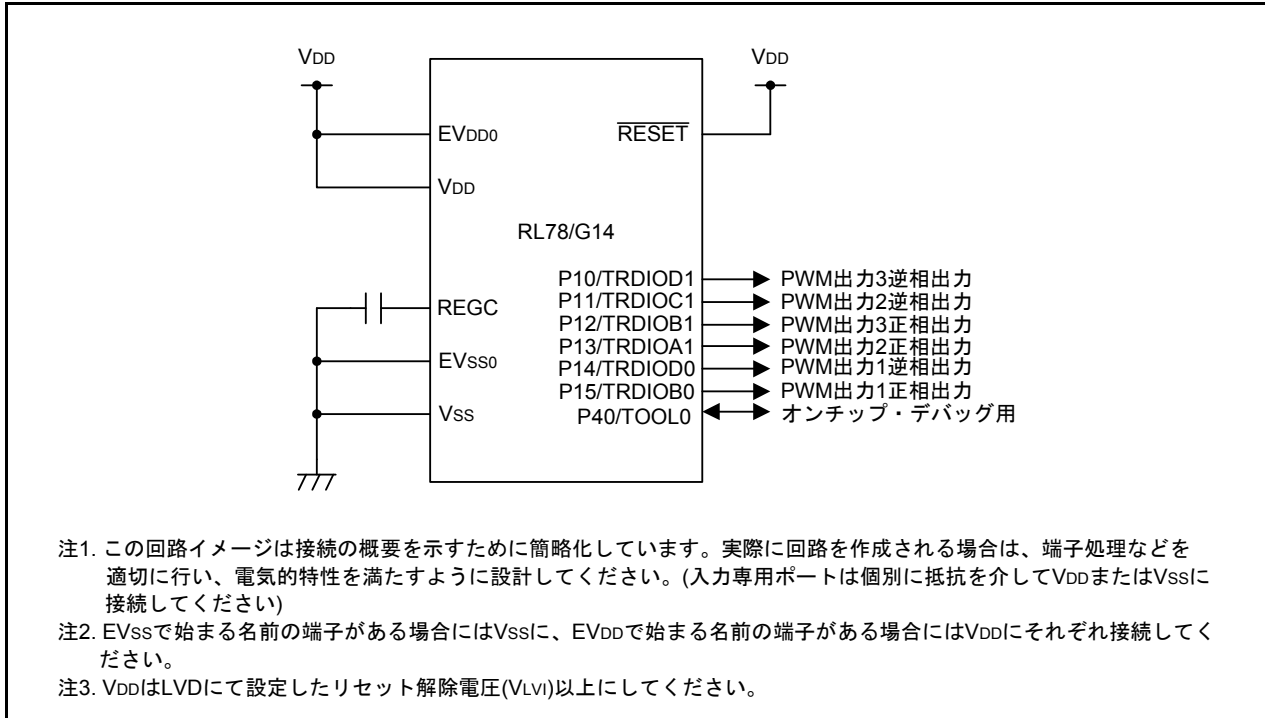 VDD
VDD
EVDD0
RESET
VDD
RL78/G14
P10/TRDIOD1
PWM出力3逆相出力
P11/TRDIOC1
PWM出力2逆相出力
REGC
P12/TRDIOB1
PWM出力3正相出力
P13/TRDIOA1
PWM出力2正相出力
EVSS0
P14/TRDIOD0
PWM出力1逆相出力
P15/TRDIOB0
PWM出力1正相出力
VSS
P40/TOOL0
オンチップ・デバッグ用
注1. この回路イメージは接続の概要を示すために簡略化しています。実際に回路を作成される場合は、端子処理などを
適切に行い、電気的特性を満たすように設計してください。(入力専用ポートは個別に抵抗を介してVDDまたはVSSに
接続してください)
注2. EVSSで始まる名前の端子がある場合にはVSSに、EVDDで始まる名前の端子がある場合にはVDDにそれぞれ接続してく
ださい。
注3. VDDはLVDにて設定したリセット解除電圧(VLVI)以上にしてください。